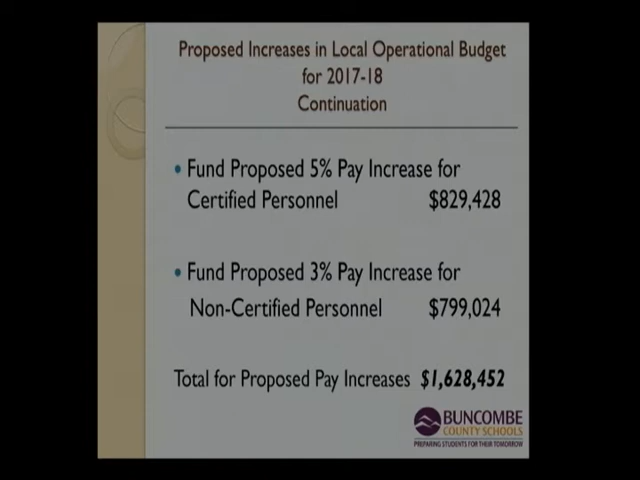 Proposed Increases in Local Operational Budget
for 2017-18
Continuation
• Fund Proposed 5% Pay Increase for
Certified Personnel $829,428
• Fund Proposed 3% Pay Increase for
Non-Certified Personnel $799,024
Total for Proposed Pay Increases $1,628,452
BUNCOMBE
COUNTY SCHOOLS
PREPARING STUDENTS FOR THEIR TOMORROW